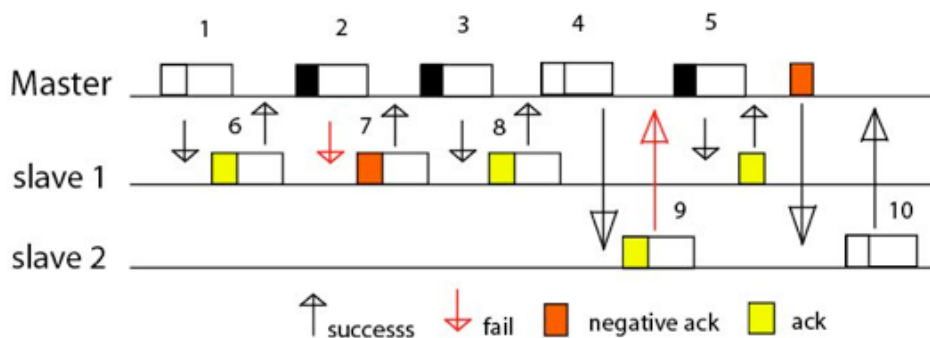 1 2 3 4 5
Master
6 7 8
slave 1
9 10
slave 2
successs fail negative ack ack